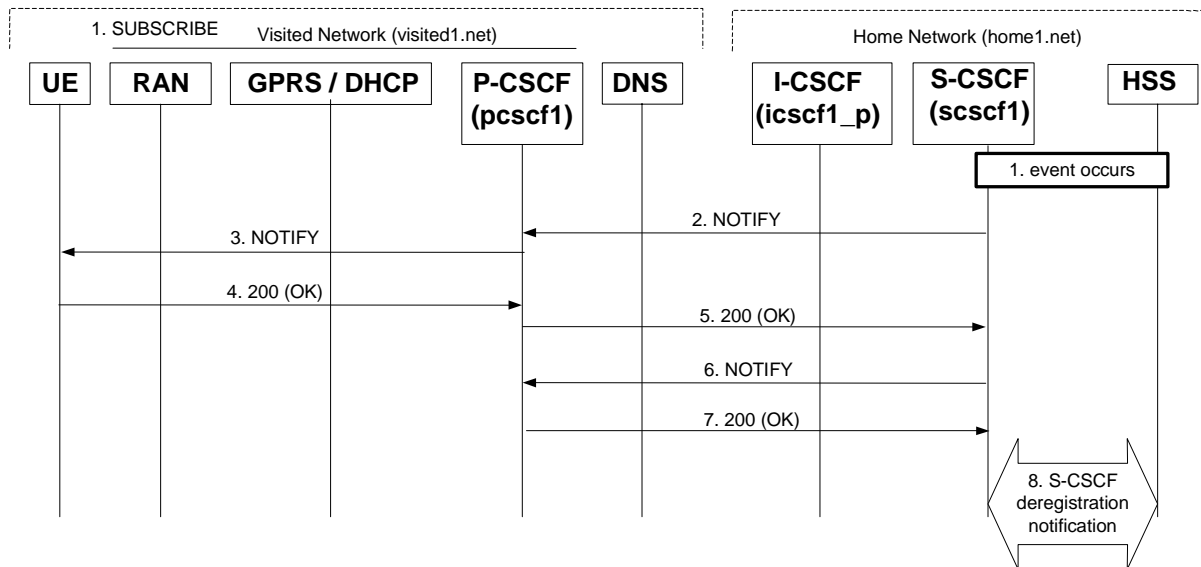 1. SUBSCRIBE
Visited Network (visited1.net)
Home Network (home1.net)
UE
RAN
GPRS / DHCP
P-CSCF
(pcscf1)
DNS
I-CSCF
(icscf1_p)
S-CSCF
(scscf1)
HSS
1. event occurs
2. NOTIFY
3. NOTIFY
4. 200 (OK)
5. 200 (OK)
6. NOTIFY
7. 200 (OK)
8. S-CSCF
deregistration
notification